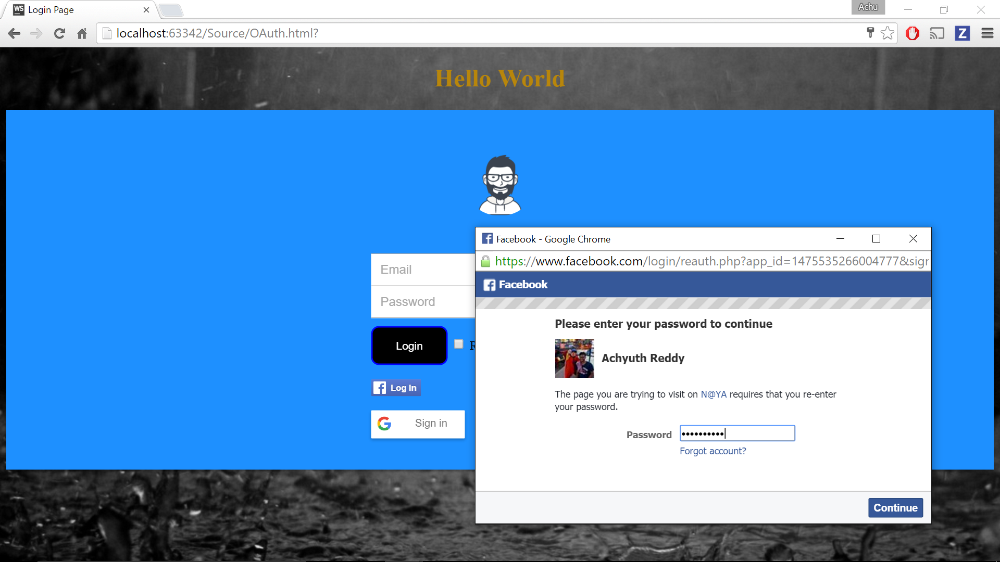 WS Login Page
Achu
localhost:63342/Source/OAuth.html?
Z
Hello World
Email
Password
Login
R
Log In
G Sign in
Facebook - Google Chrome
https://www.facebook.com/login/reauth.php?app_id=1475535266004777&sigr
Facebook
Please enter your password to continue
Achyuth Reddy
The page you are trying to visit on N@YA requires that you re-enter
your password.
Password
Forgot account?
Continue